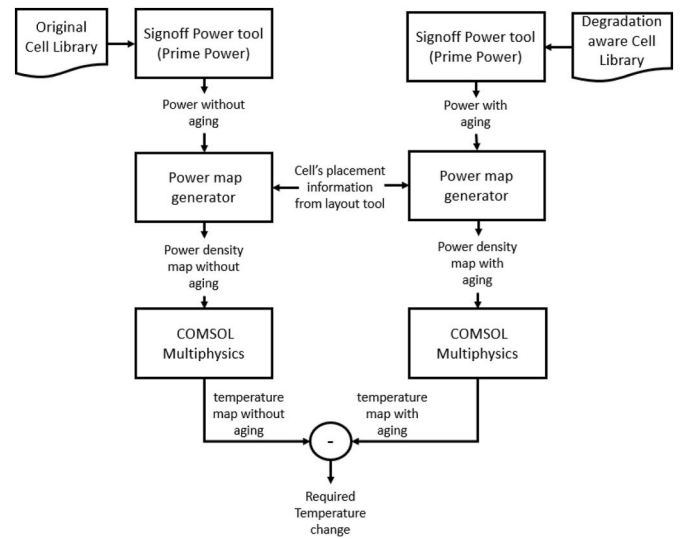 Original
Cell Library
Signoff Power tool
(Prime Power)
Signoff Power tool
(Prime Power)
Degradation
aware Cell
Library
Power without
aging
Power with
aging
Power map
generator
Cell's placement
information
from layout tool
Power map
generator
Power density
map without
aging
Power density
map with
aging
COMSOL
Multiphysics
COMSOL
Multiphysics
temperature
map without
aging
temperature
map with
aging
-
Required
Temperature
change